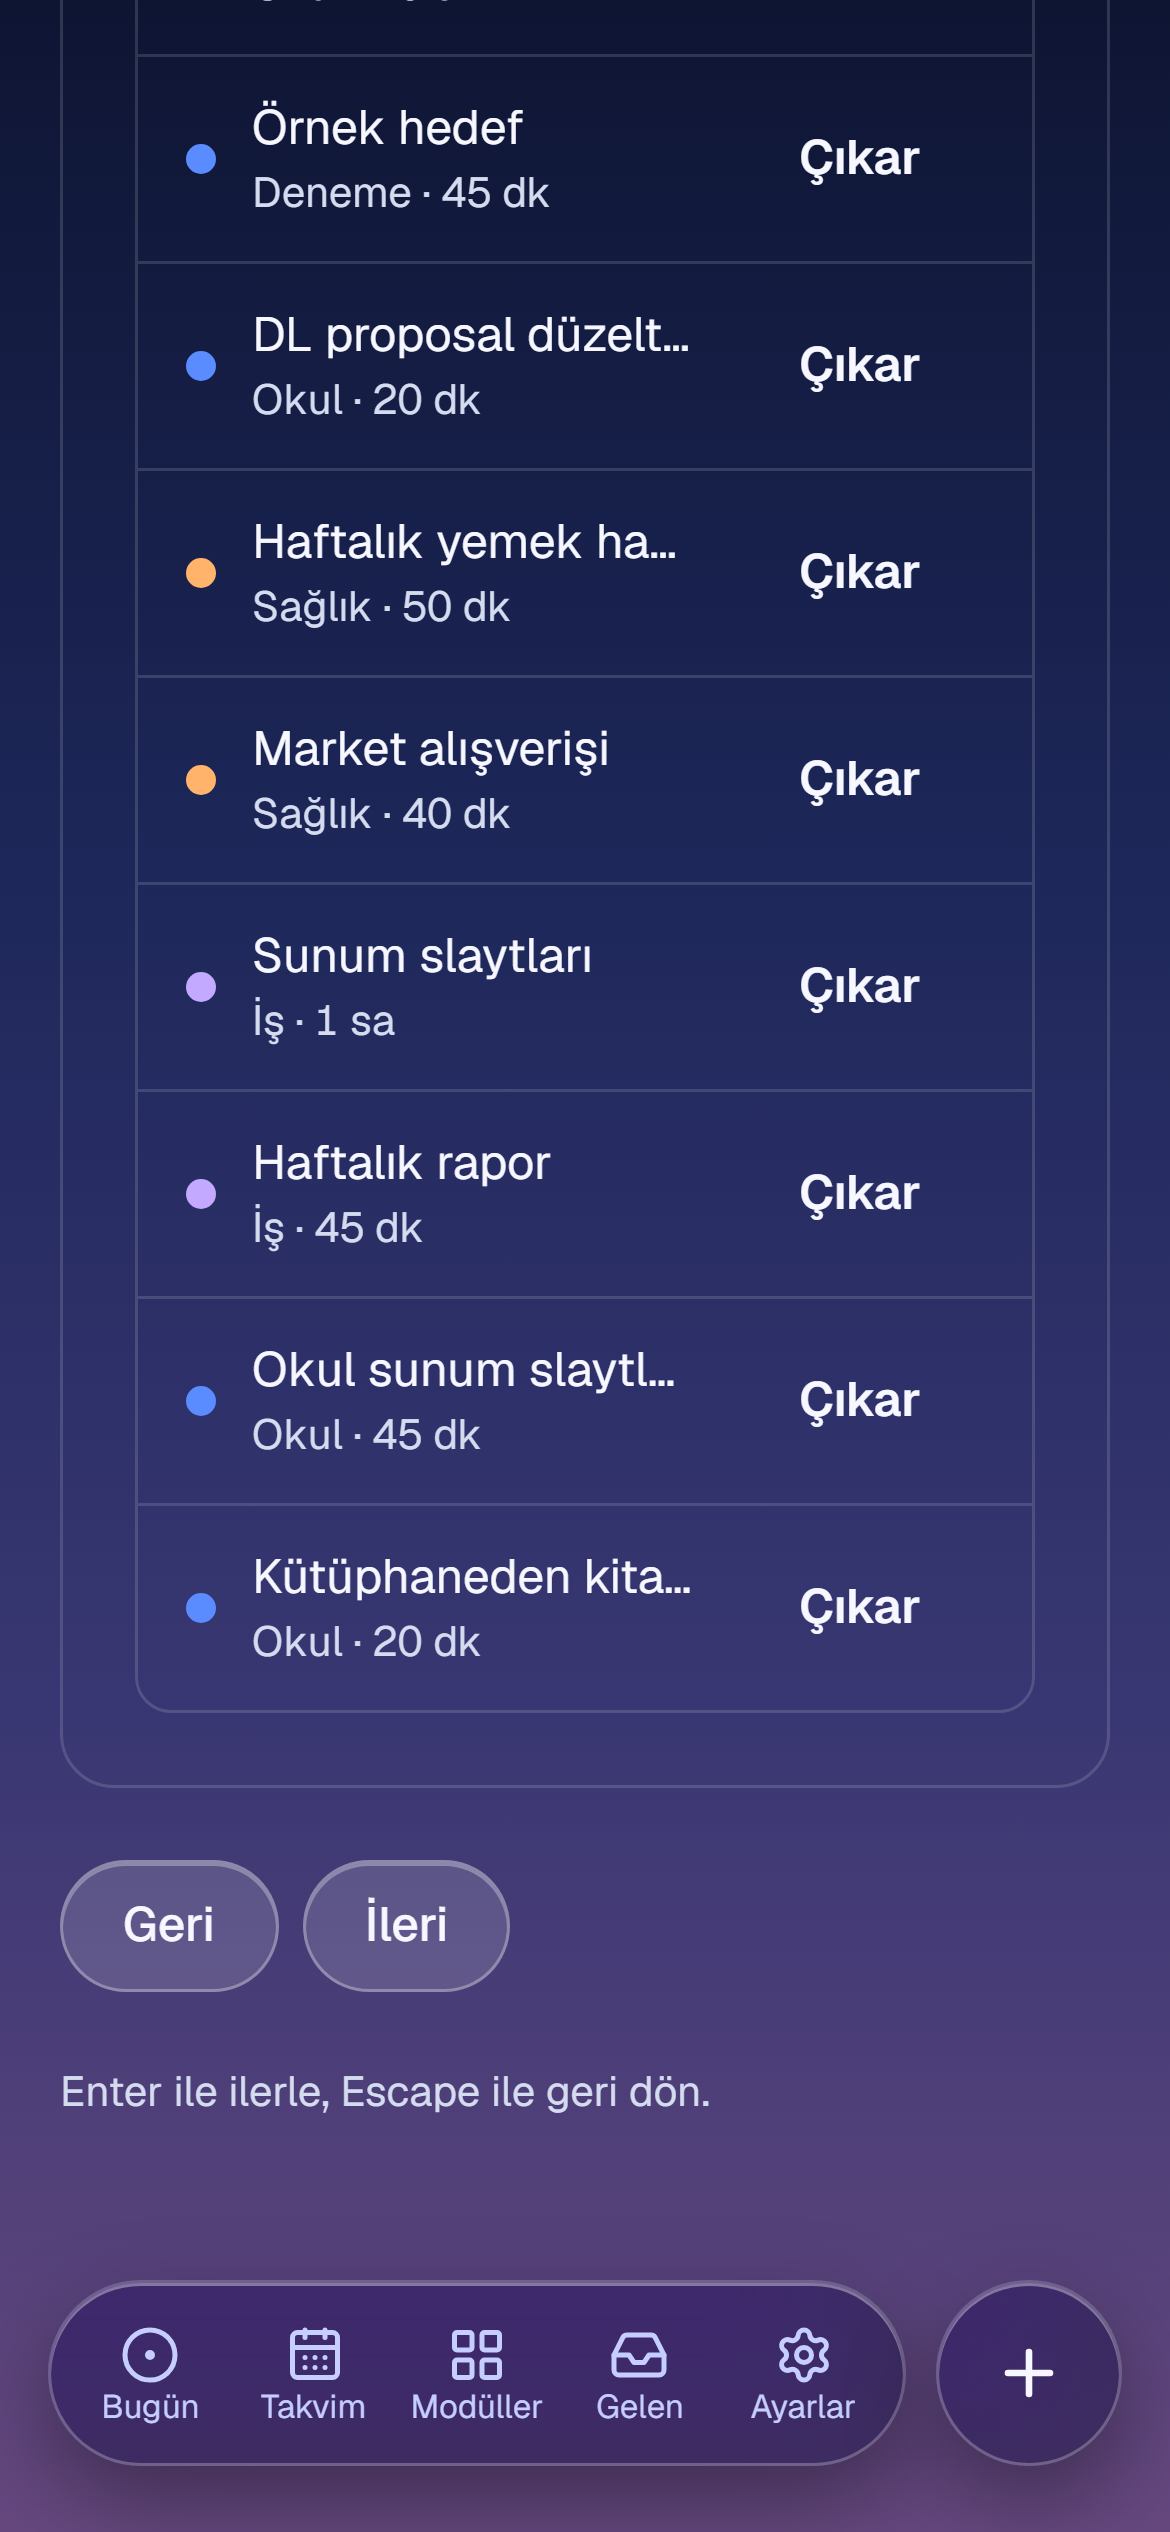 Örnek hedef
Deneme · 45 dk
Çıkar
DL proposal düzelt...
Okul · 20 dk
Çıkar
Haftalık yemek ha...
Sağlık · 50 dk
Çıkar
Market alışverişi
Sağlık · 40 dk
Çıkar
Sunum slaytları
İş · 1 sa
Çıkar
Haftalık rapor
İş · 45 dk
Çıkar
Okul sunum slaytl...
Okul · 45 dk
Çıkar
Kütüphaneden kita...
Okul · 20 dk
Çıkar
Geri
İleri
Enter ile ilerle, Escape ile geri dön.
Bugün
Takvim
Modüller
Gelen
Ayarlar